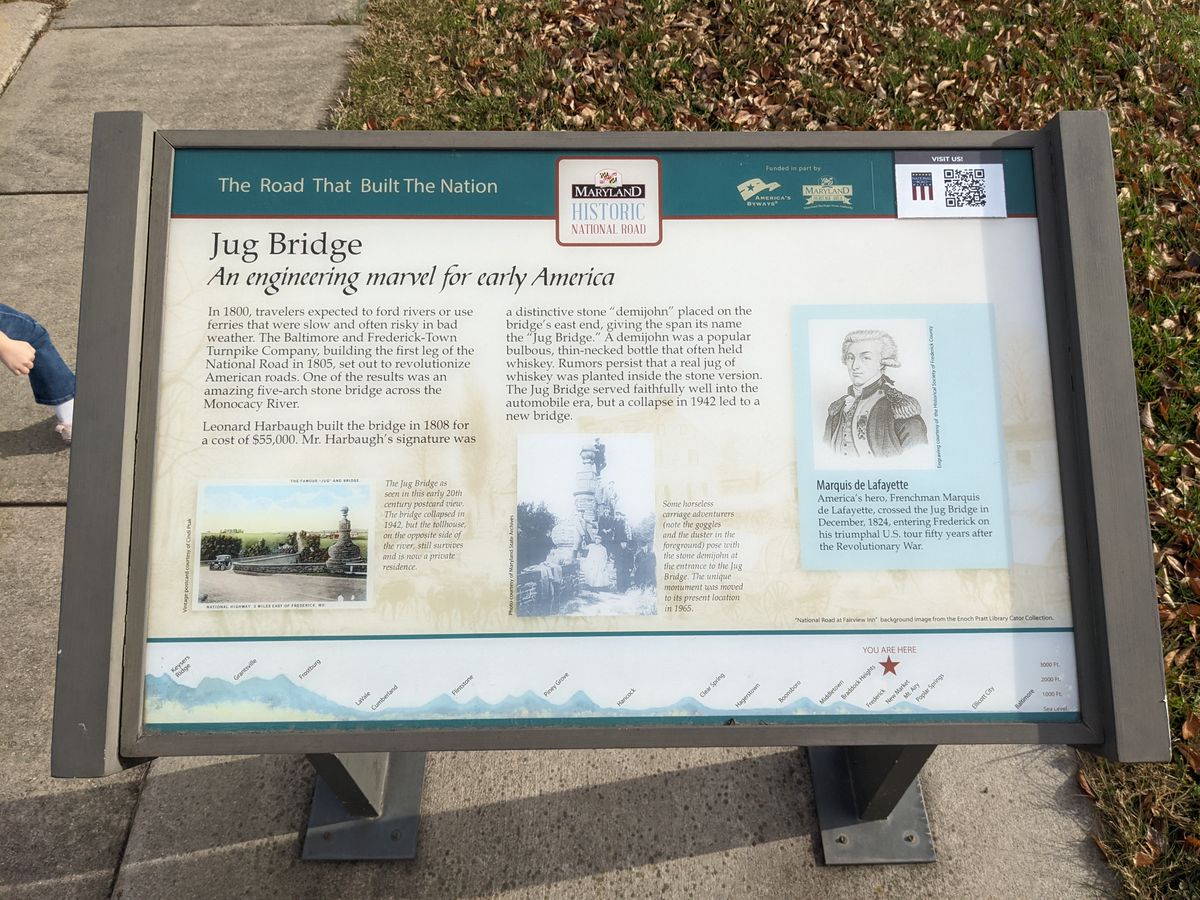 The Road That Built The Nation
MARYLAND
HISTORIC
NATIONAL ROAD
Funded in part by
AMERICA'S
BYWAYS
MARYLAND
VISIT US!
Jug Bridge
An engineering marvel for early America
In 1800, travelers expected to ford rivers or use
ferries that were slow and often risky in bad
weather. The Baltimore and Frederick-Town
Turnpike Company, building the first leg of the
National Road in 1805, set out to revolutionize
American roads. One of the results was an
amazing five-arch stone bridge across the
Monocacy River.
Leonard Harbaugh built the bridge in 1808 for
a cost of $55,000. Mr. Harbaugh's signature was
a distinctive stone "demijohn" placed on the
bridge's east end, giving the span its name
the "Jug Bridge." A demijohn was a popular
bulbous, thin-necked bottle that often held
whiskey. Rumors persist that a real jug of
whiskey was planted inside the stone version.
The Jug Bridge served faithfully well into the
automobile era, but a collapse in 1942 led to a
new bridge.
Engraving courtesy of the Historical Society of Frederick County
Marquis de Lafayette
America's hero, Frenchman Marquis
de Lafayette, crossed the Jug Bridge in
December, 1824, entering Frederick on
his triumphal U.S. tour fifty years after
the Revolutionary War.
Vintage postcard courtesy of Cindi Ptak
THE FAMOUS "JUG" AND BRIDGE.
NATIONAL HIGHWAY, 2 MILES EAST OF FREDERICK, MD.
The Jug Bridge as
seen in this early 20th
century postcard view.
The bridge collapsed in
1942, but the tollhouse,
on the opposite side of
the river, still survives
and is now a private
residence.
Photo courtesy of Maryland State Archives
Some horseless
carriage adventurers
(note the goggles
and the duster in the
foreground) pose with
the stone demijohn at
the entrance to the Jug
Bridge. The unique
monument was moved
to its present location
in 1965.
"National Road at Fairview Inn" background image from the Enoch Pratt Library Cator Collection.
YOU ARE HERE
Keysers
Ridge
Grantsville
Frostburg
LaVale
Cumberland
Flintstone
Piney Grove
Hancock
Clear Spring
Hagerstown
Boonsboro
Middletown
Braddock Heights
Frederick
New Market
Mt. Airy
Poplar Springs
Ellicott City
Baltimore
3000 Ft.
2000 Ft.
1000 Ft.
Sea Level